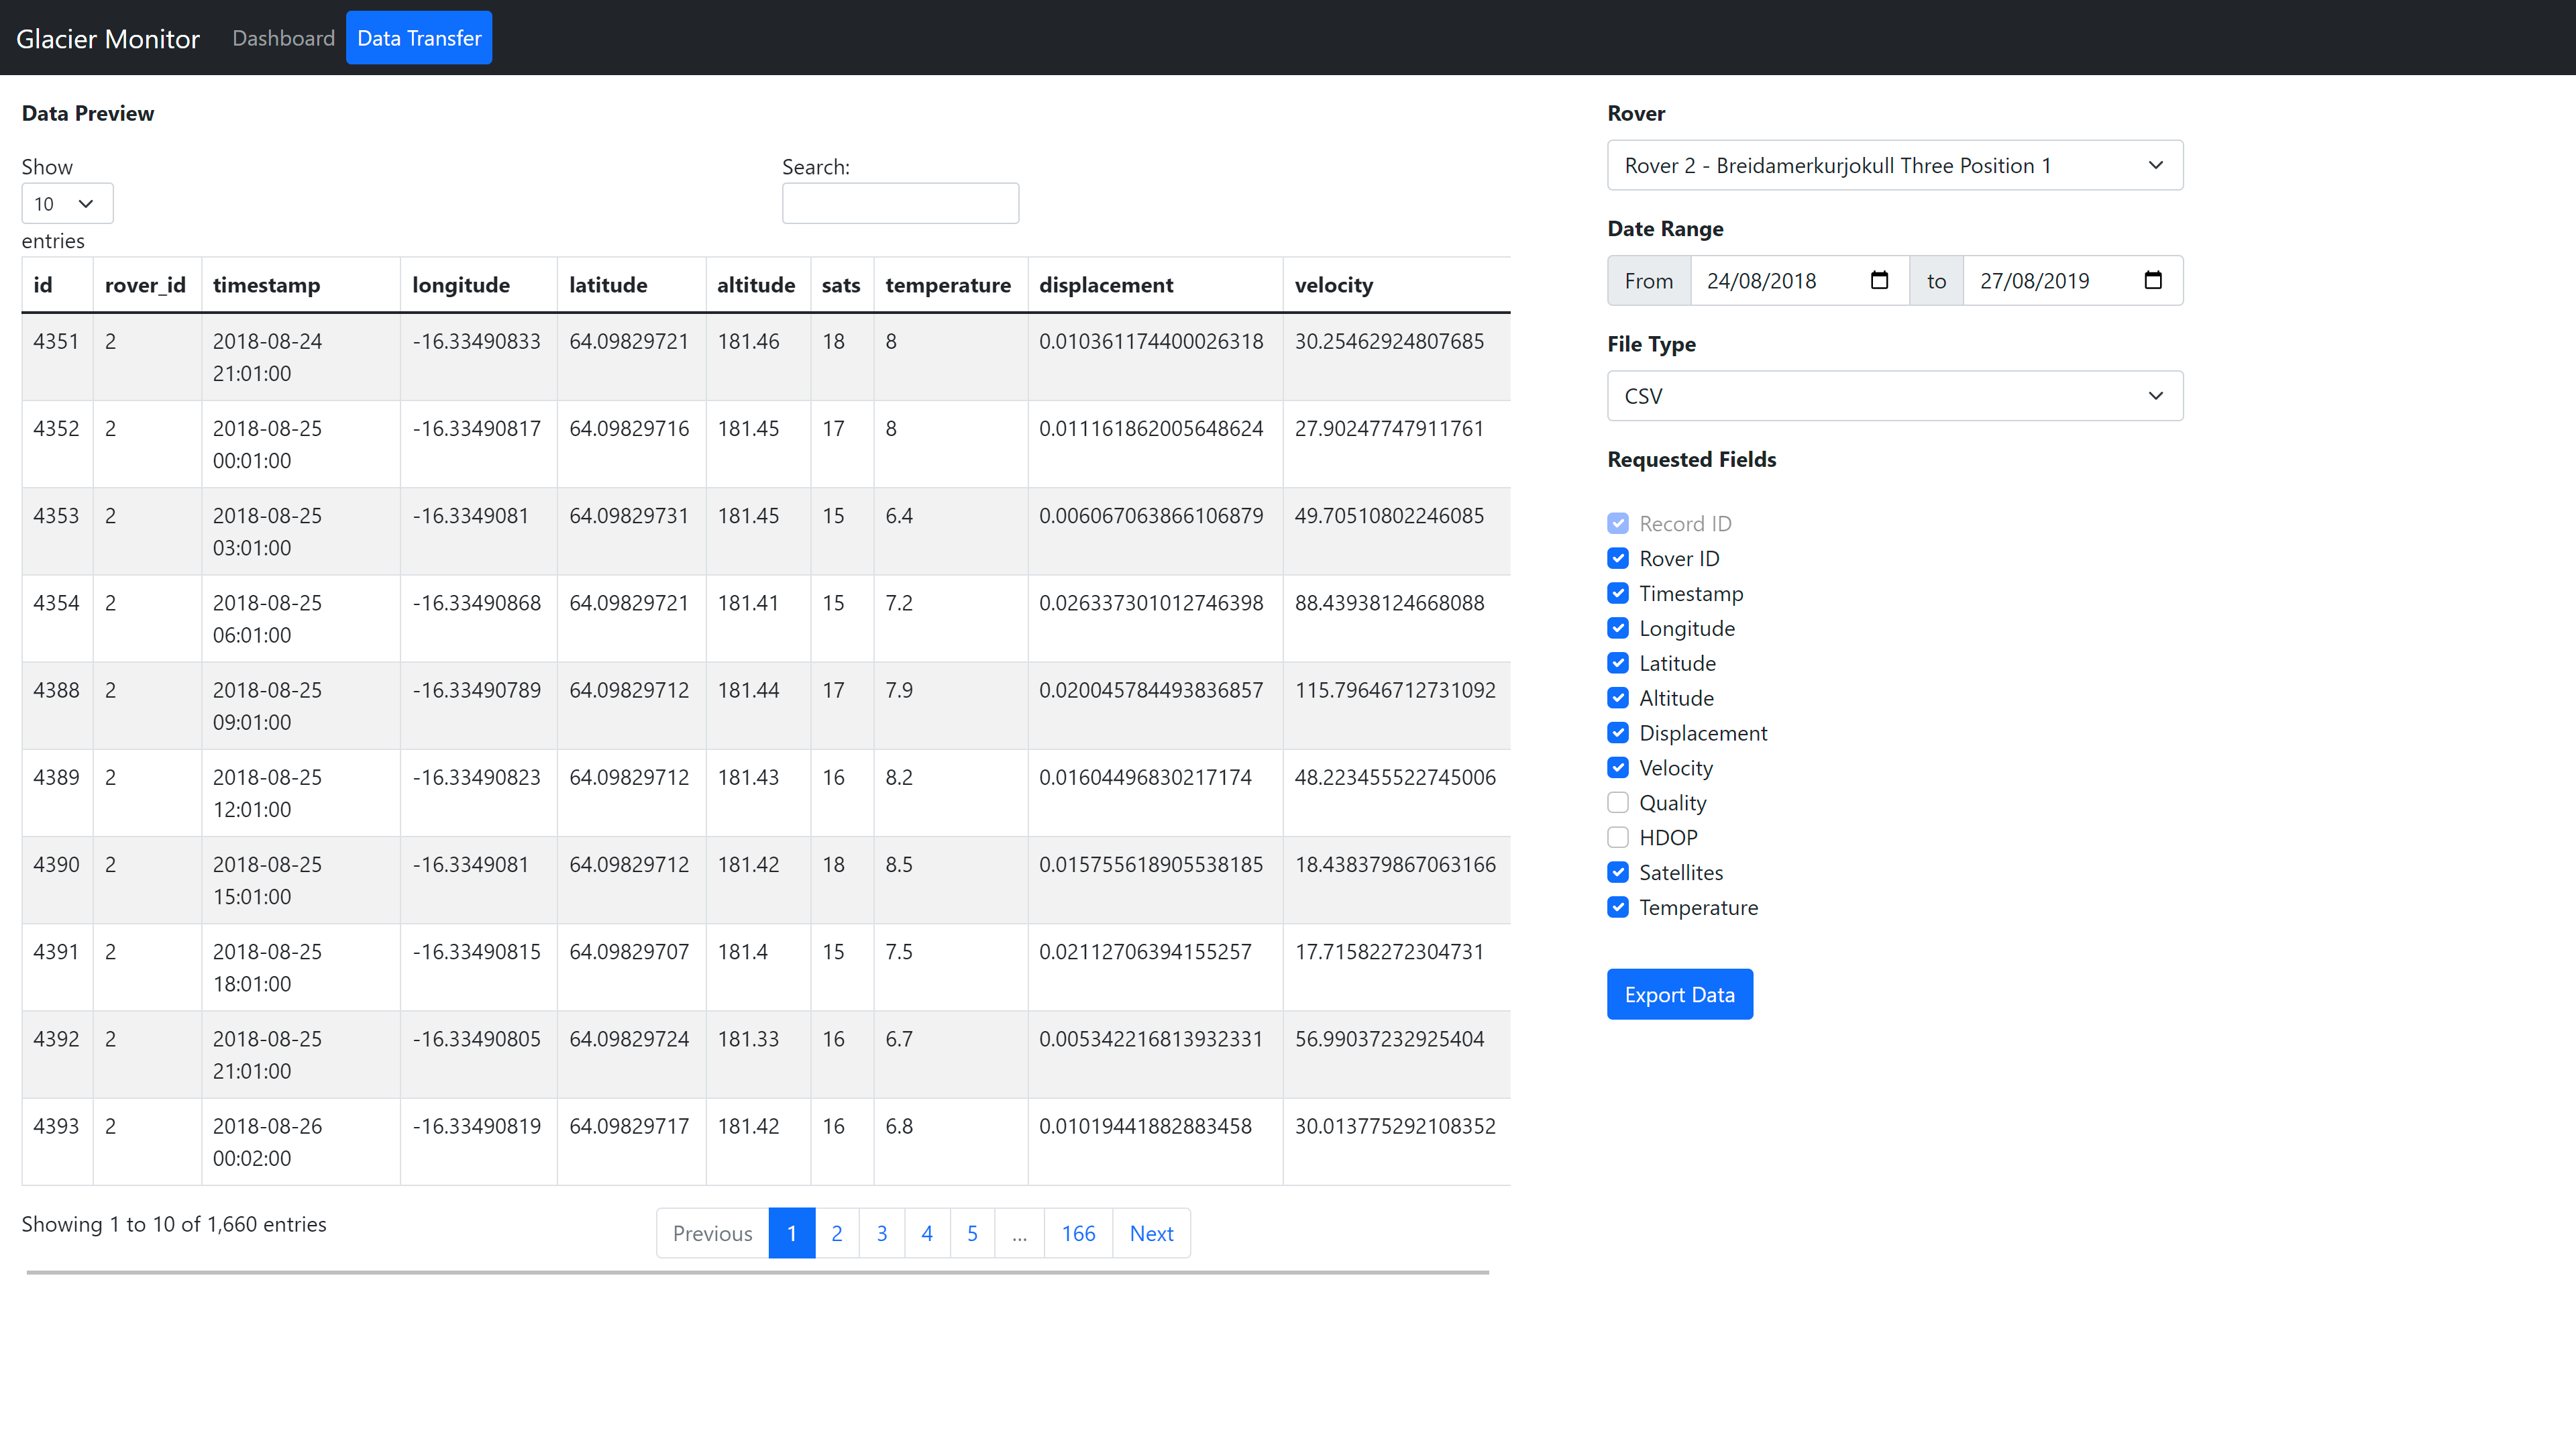 Glacier Monitor Dashboard Data Transfer
Data Preview
Show
10
entries
Search:
id rover_id timestamp longitude latitude altitude sats temperature displacement velocity
4351 2 2018-08-24 21:01:00 -16.33490833 64.09829721 181.46 18 8 0.010361174400026318 30.25462924807685
4352 2 2018-08-25 00:01:00 -16.33490817 64.09829716 181.45 17 8 0.011161862005648624 27.90247747911761
4353 2 2018-08-25 03:01:00 -16.3349081 64.09829731 181.45 15 6.4 0.006067063866106879 49.70510802246085
4354 2 2018-08-25 06:01:00 -16.33490868 64.09829721 181.41 15 7.2 0.026337301012746398 88.43938124668088
4388 2 2018-08-25 09:01:00 -16.33490789 64.09829712 181.44 17 7.9 0.020045784493836857 115.79646712731092
4389 2 2018-08-25 12:01:00 -16.33490823 64.09829712 181.43 16 8.2 0.01604496830217174 48.223455522745006
4390 2 2018-08-25 15:01:00 -16.3349081 64.09829712 181.42 18 8.5 0.015755618905538185 18.438379867063166
4391 2 2018-08-25 18:01:00 -16.33490815 64.09829707 181.4 15 7.5 0.02112706394155257 17.71582272304731
4392 2 2018-08-25 21:01:00 -16.33490805 64.09829724 181.33 16 6.7 0.005342216813932331 56.99037232925404
4393 2 2018-08-26 00:02:00 -16.33490819 64.09829717 181.42 16 6.8 0.01019441882883458 30.013775292108352
Showing 1 to 10 of 1,660 entries
Previous 1 2 3 4 5 ... 166 Next
Rover
Rover 2 - Breidamerkurjokull Three Position 1
Date Range
From 24/08/2018 to 27/08/2019
File Type
CSV
Requested Fields
Record ID
Rover ID
Timestamp
Longitude
Latitude
Altitude
Displacement
Velocity
Quality
HDOP
Satellites
Temperature
Export Data